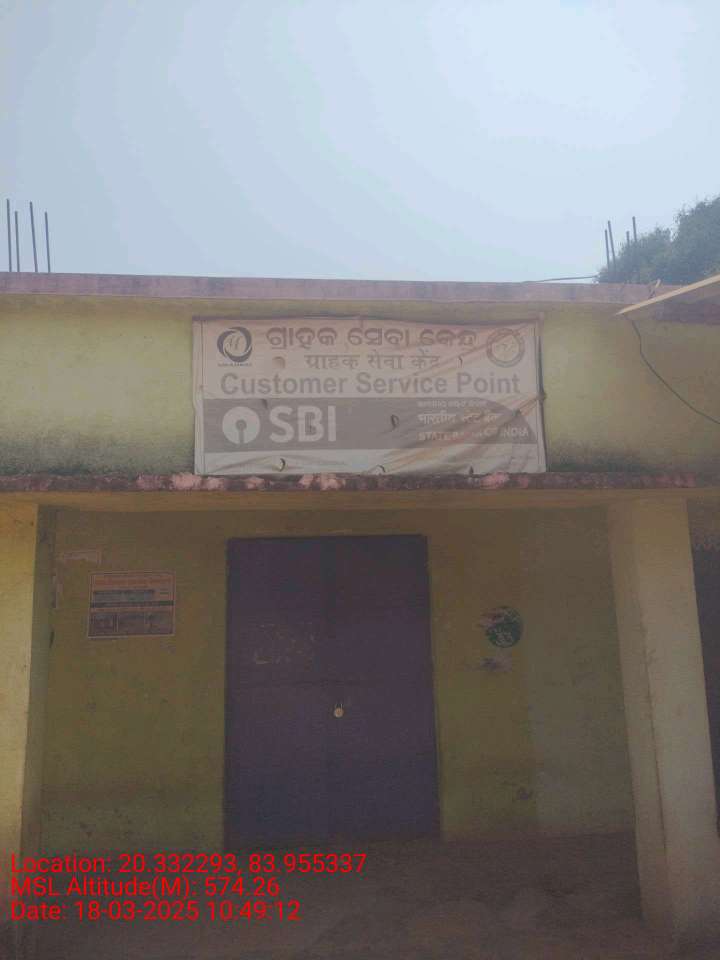 ଗ୍ରାହକ ସେବା କେନ୍ଦ୍ର
ग्राहक सेवा केंद्र
Customer Service Point
SBI
भारतीय स्टेट बैंक
STATE BANK OF INDIA
Location: 20.332293, 83.955337
MSL Altitude(M): 574.26
Date: 18-03-2025 10:49:12